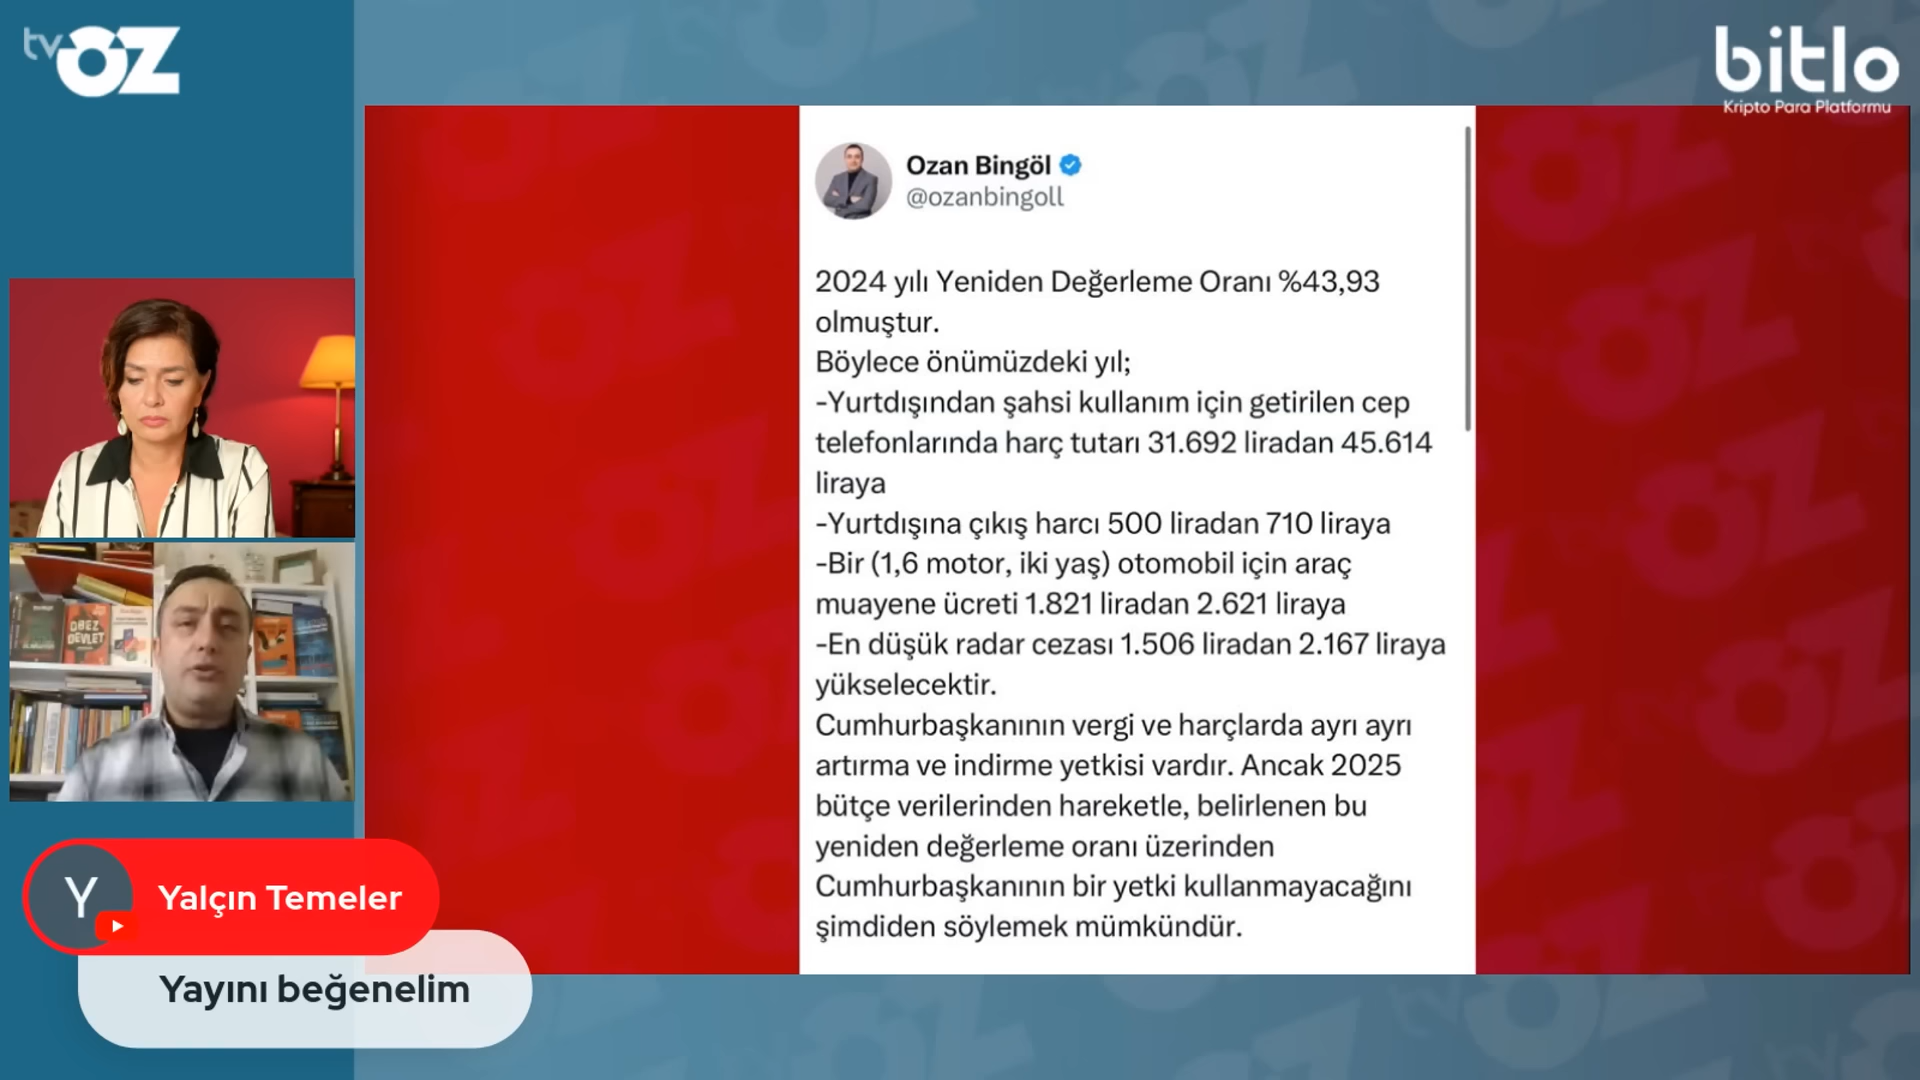 tv ÖZ
bitlo
Kripto Para Platformu
Ozan Bingöl
@ozanbingoll
2024 yılı Yeniden Değerleme Oranı %43,93
olmuştur.
Böylece önümüzdeki yıl;
-Yurtdışından şahsi kullanım için getirilen cep
telefonlarında harç tutarı 31.692 liradan 45.614
liraya
-Yurtdışına çıkış harcı 500 liradan 710 liraya
-Bir (1,6 motor, iki yaş) otomobil için araç
muayene ücreti 1.821 liradan 2.621 liraya
-En düşük radar cezası 1.506 liradan 2.167 liraya
yükselecektir.
Cumhurbaşkanının vergi ve harçlarda ayrı ayrı
artırma ve indirme yetkisi vardır. Ancak 2025
bütçe verilerinden hareketle, belirlenen bu
yeniden değerleme oranı üzerinden
Cumhurbaşkanının bir yetki kullanmayacağını
şimdiden söylemek mümkündür.
OBEZ
DEVLET
Y
Yalçın Temeler
Yayını beğenelim